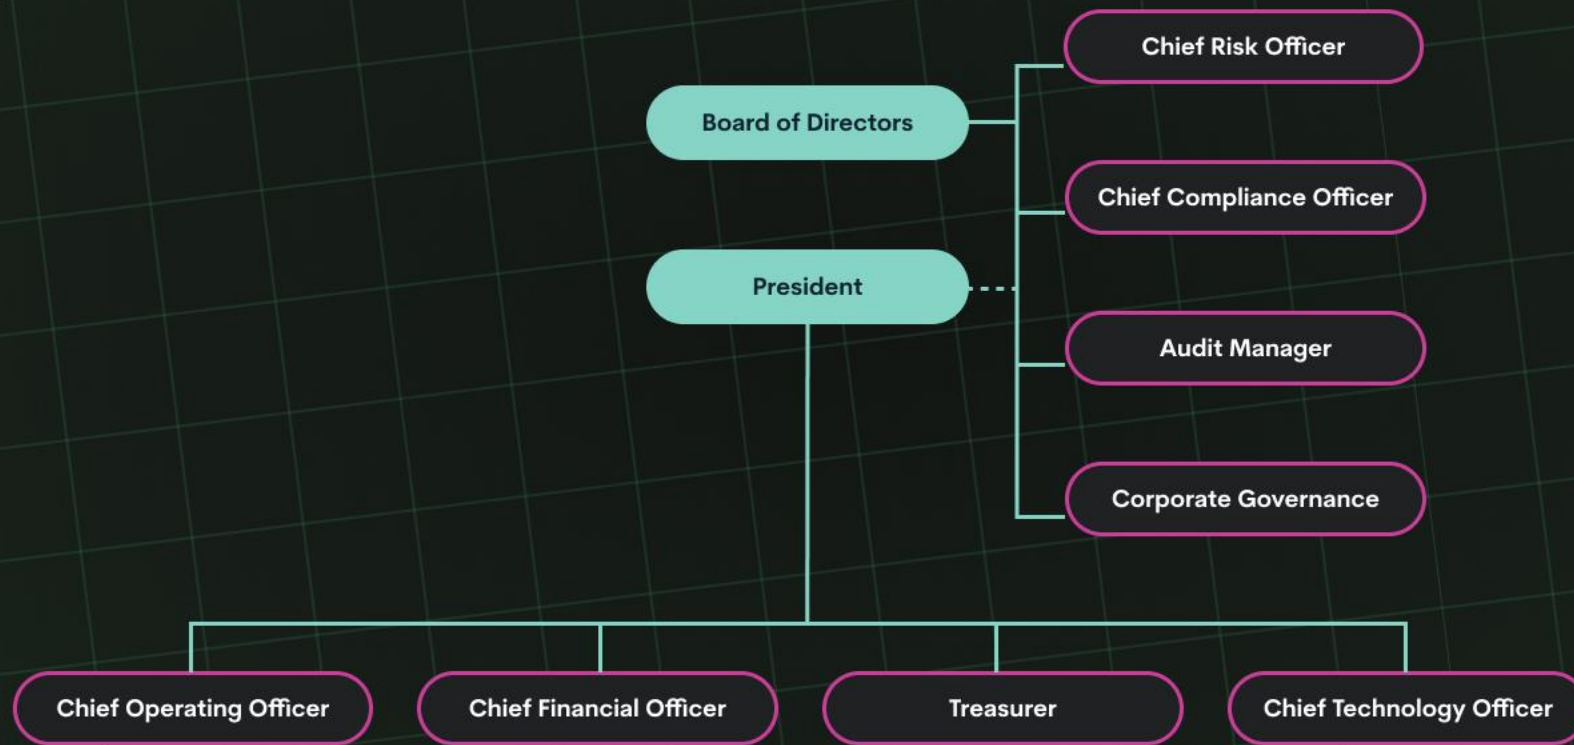 Chief Risk Officer
Board of Directors
Chief Compliance Officer
President
Audit Manager
Corporate Governance
Chief Operating Officer
Chief Financial Officer
Treasurer
Chief Technology Officer